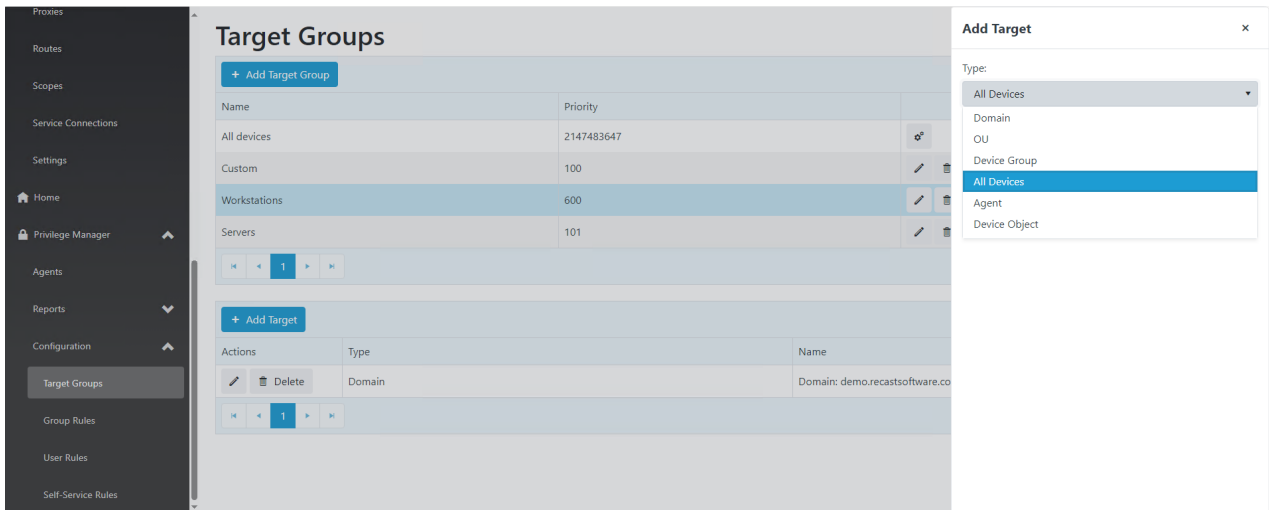 Proxies
Routes
Scopes
Service Connections
Settings
Home
Privilege Manager
Agents
Reports
Configuration
Target Groups
Group Rules
User Rules
Self-Service Rules
Target Groups
+ Add Target Group
Name Priority
All devices 2147483647
Custom 100
Workstations 600
Servers 101
1
+ Add Target
Actions Type Name
Delete Domain Domain: demo.recastsoftware.co
1
Add Target ×
Type:
All Devices
Domain
OU
Device Group
All Devices
Agent
Device Object